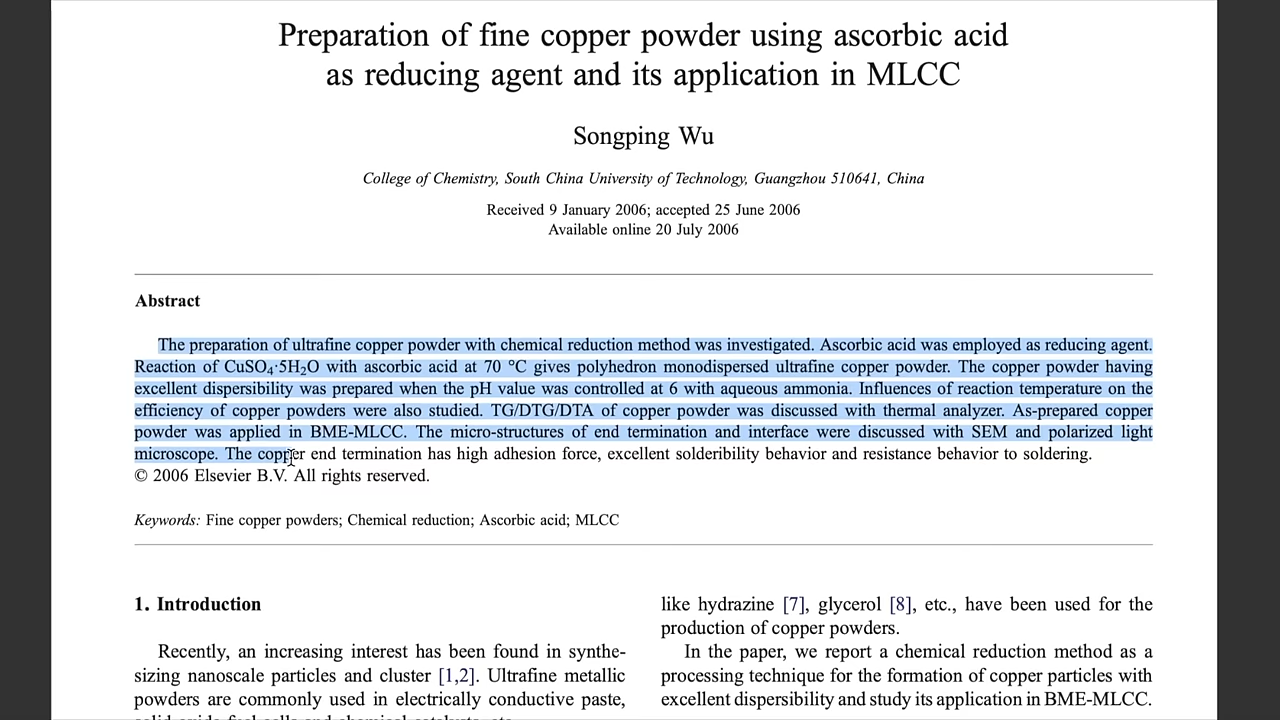 Preparation of fine copper powder using ascorbic acid
as reducing agent and its application in MLCC
Songping Wu
College of Chemistry, South China University of Technology, Guangzhou 510641, China
Received 9 January 2006; accepted 25 June 2006
Available online 20 July 2006
Abstract
The preparation of ultrafine copper powder with chemical reduction method was investigated. Ascorbic acid was employed as reducing agent.
Reaction of CuSO₄·5H₂O with ascorbic acid at 70 °C gives polyhedron monodispersed ultrafine copper powder. The copper powder having
excellent dispersibility was prepared when the pH value was controlled at 6 with aqueous ammonia. Influences of reaction temperature on the
efficiency of copper powders were also studied. TG/DTG/DTA of copper powder was discussed with thermal analyzer. As-prepared copper
powder was applied in BME-MLCC. The micro-structures of end termination and interface were discussed with SEM and polarized light
microscope. The copper end termination has high adhesion force, excellent solderibility behavior and resistance behavior to soldering.
© 2006 Elsevier B.V. All rights reserved.
Keywords: Fine copper powders; Chemical reduction; Ascorbic acid; MLCC
1. Introduction
Recently, an increasing interest has been found in synthe-
sizing nanoscale particles and cluster [1,2]. Ultrafine metallic
powders are commonly used in electrically conductive paste,
solid oxide fuel cells and chemical catalysts, etc.
like hydrazine [7], glycerol [8], etc., have been used for the
production of copper powders.
In the paper, we report a chemical reduction method as a
processing technique for the formation of copper particles with
excellent dispersibility and study its application in BME-MLCC.